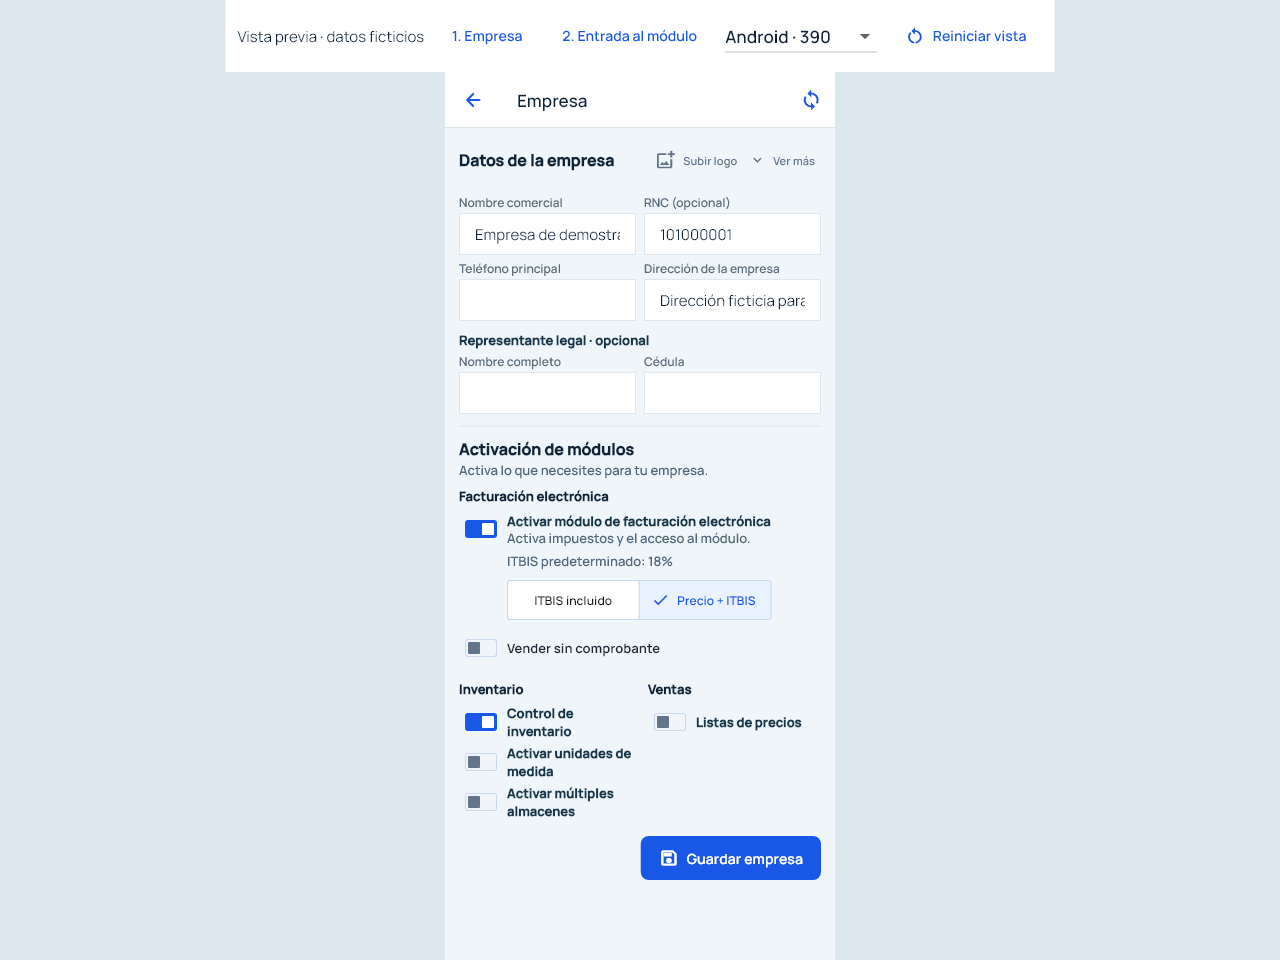 Vista previa · datos ficticios
1. Empresa
2. Entrada al módulo
Android · 390
Reiniciar vista
Empresa
Datos de la empresa
Subir logo
Ver más
Nombre comercial
RNC (opcional)
Empresa de demostra
101000001
Teléfono principal
Dirección de la empresa
Dirección ficticia para
Representante legal · opcional
Nombre completo
Cédula
Activación de módulos
Activa lo que necesites para tu empresa.
Facturación electrónica
Activar módulo de facturación electrónica
Activa impuestos y el acceso al módulo.
ITBIS predeterminado: 18%
ITBIS incluido
Precio + ITBIS
Vender sin comprobante
Inventario
Ventas
Control de
inventario
Listas de precios
Activar unidades de
medida
Activar múltiples
almacenes
Guardar empresa